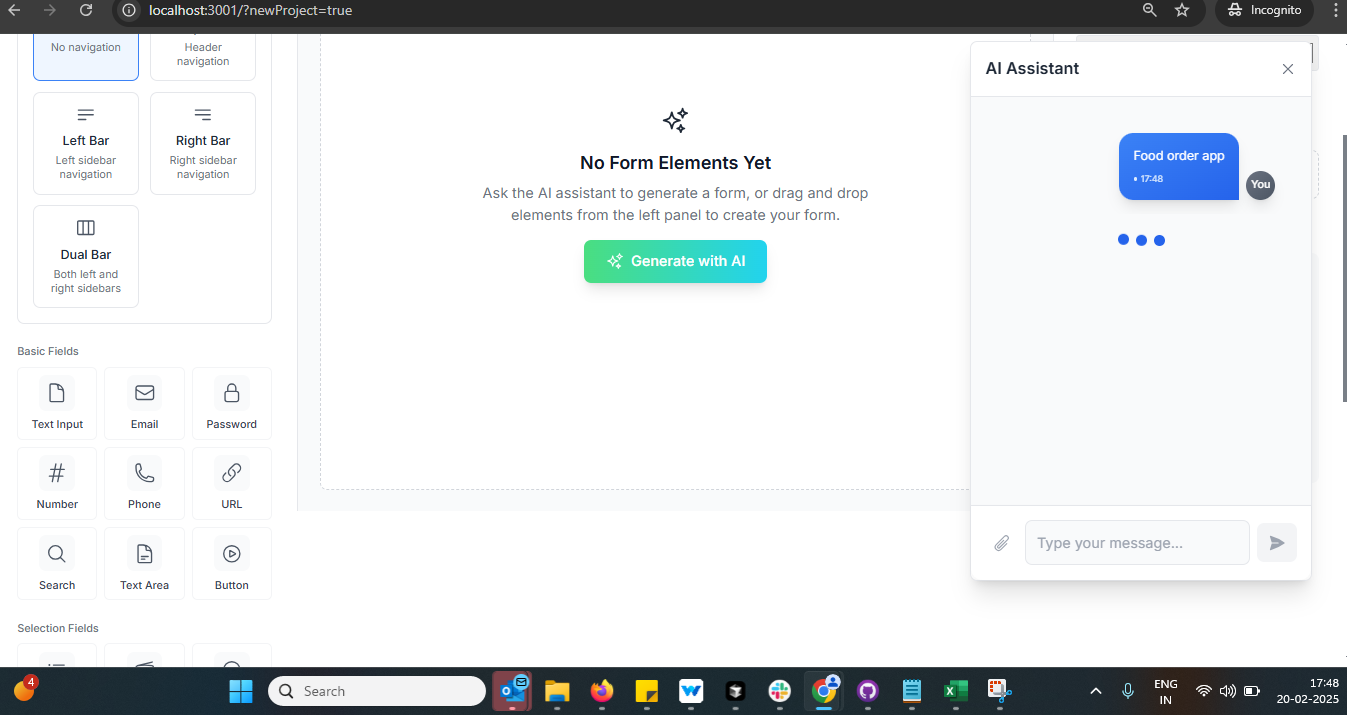 localhost:3001/?newProject=true
Incognito
No navigation
Header
navigation
Left Bar
Left sidebar
navigation
Right Bar
Right sidebar
navigation
Dual Bar
Both left and
right sidebars
Basic Fields
Text Input
Email
Password
Number
Phone
URL
Search
Text Area
Button
Selection Fields
No Form Elements Yet
Ask the AI assistant to generate a form, or drag and drop
elements from the left panel to create your form.
Generate with AI
AI Assistant
Food order app
• 17:48
You
Type your message...
4
Search
ENG
IN
17:48
20-02-2025